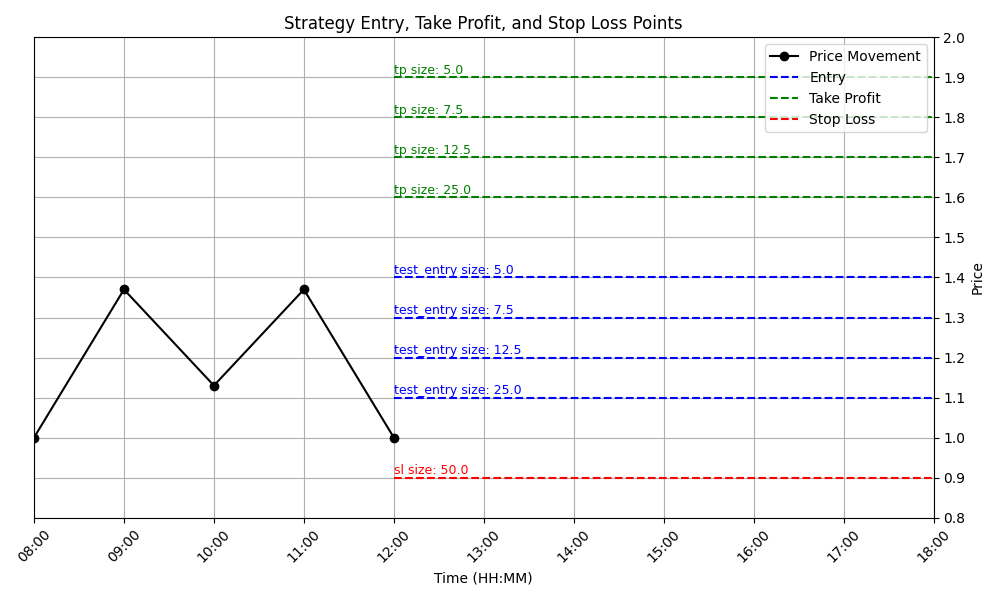 Strategy Entry, Take Profit, and Stop Loss Points
Price Movement
Entry
Take Profit
Stop Loss
tp size: 5.0
tp size: 7.5
tp size: 12.5
tp size: 25.0
test_entry size: 5.0
test_entry size: 7.5
test_entry size: 12.5
test_entry size: 25.0
sl size: 50.0
2.0
1.9
1.8
1.7
1.6
1.5
1.4
1.3
1.2
1.1
1.0
0.9
0.8
Price
08:00
09:00
10:00
11:00
12:00
13:00
14:00
15:00
16:00
17:00
18:00
Time (HH:MM)